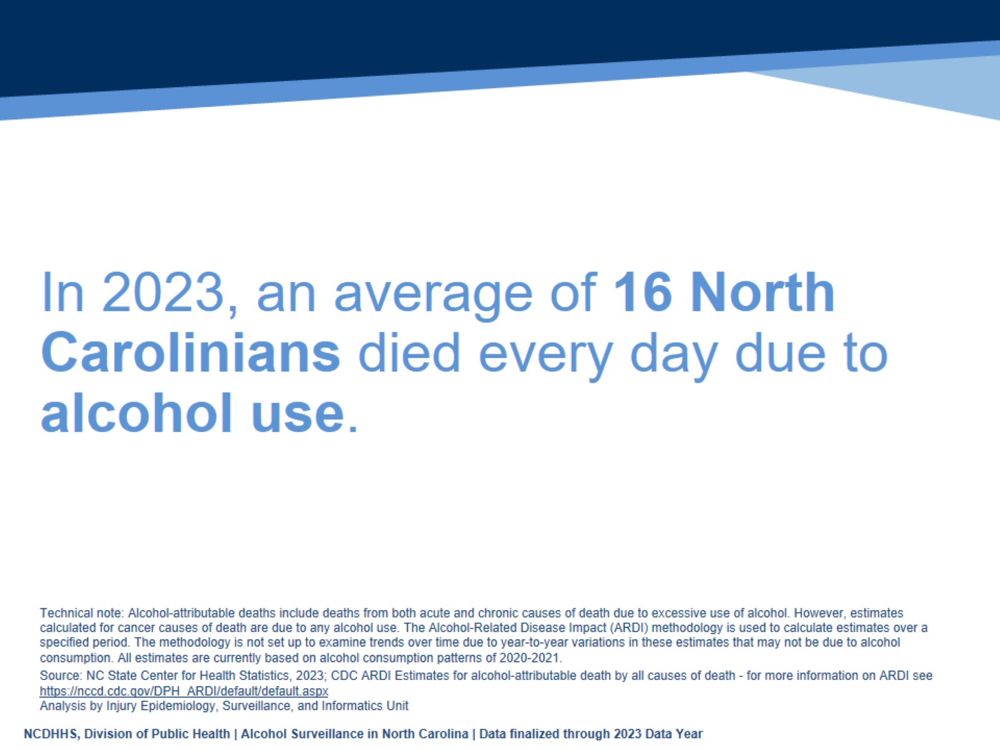 In 2023, an average of 16 North
Carolinians died every day due to
alcohol use.
Technical note: Alcohol-attributable deaths include deaths from both acute and chronic causes of death due to excessive use of alcohol. However, estimates
calculated for cancer causes of death are due to any alcohol use. The Alcohol-Related Disease Impact (ARDI) methodology is used to calculate estimates over a
specified period. The methodology is not set up to examine trends over time due to year-to-year variations in these estimates that may not be due to alcohol
consumption. All estimates are currently based on alcohol consumption patterns of 2020-2021.
Source: NC State Center for Health Statistics, 2023; CDC ARDI Estimates for alcohol-attributable death by all causes of death - for more information on ARDI see
https://nccd.cdc.gov/DPH_ARDI/default/default.aspx
Analysis by Injury Epidemiology, Surveillance, and Informatics Unit
NCDHHS, Division of Public Health | Alcohol Surveillance in North Carolina | Data finalized through 2023 Data Year